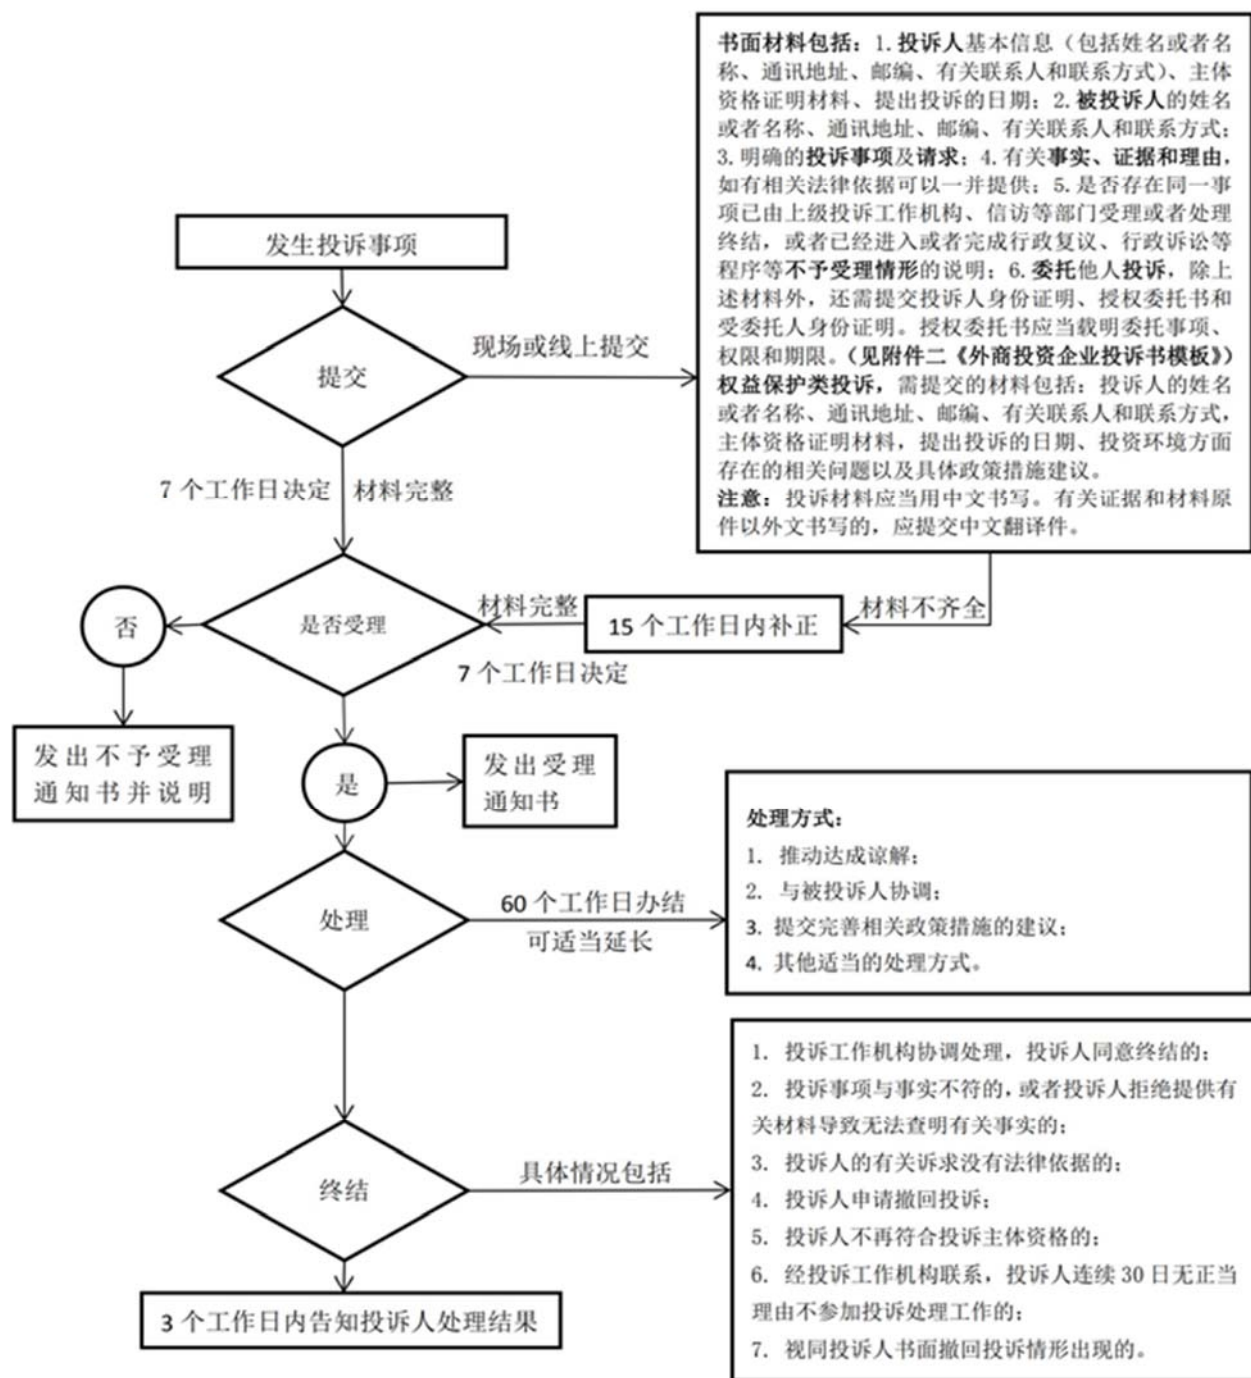 书面材料包括：1.投诉人基本信息（包括姓名或者名
称、通讯地址、邮编、有关联系人和联系方式）、主体
资格证明材料、提出投诉的日期；2.被投诉人的姓名
或者名称、通讯地址、邮编、有关联系人和联系方式；
3.明确的投诉事项及请求；4.有关事实、证据和理由，
如有相关法律依据可以一并提供；5.是否存在同一事
项已由上级投诉工作机构、信访等部门受理或者处理
终结，或者已经进入或者完成行政复议、行政诉讼等
程序等不予受理情形的说明；6.委托他人投诉，除上
述材料外，还需提交投诉人身份证明、授权委托书和
受委托人身份证明。授权委托书应当载明委托事项、
权限和期限。（见附件二《外商投资企业投诉书模板》）
权益保护类投诉，需提交的材料包括：投诉人的姓名
或者名称、通讯地址、邮编、有关联系人和联系方式，
主体资格证明材料，提出投诉的日期、投资环境方面
存在的相关问题以及具体政策措施建议。
注意：投诉材料应当用中文书写。有关证据和材料原
件以外文书写的，应提交中文翻译件。
发生投诉事项
提交
现场或线上提交
7 个工作日决定
材料完整
是否受理
否
材料完整
15 个工作日内补正
材料不齐全
7 个工作日决定
发出不予受理
通知书并说明
是
发出受理
通知书
处理
60 个工作日办结
可适当延长
处理方式：
1. 推动达成谅解；
2. 与被投诉人协调；
3. 提交完善相关政策措施的建议；
4. 其他适当的处理方式。
终结
具体情况包括
1. 投诉工作机构协调处理，投诉人同意终结的；
2. 投诉事项与事实不符的，或者投诉人拒绝提供有
关材料导致无法查明有关事实的；
3. 投诉人的有关诉求没有法律依据的；
4. 投诉人申请撤回投诉；
5. 投诉人不再符合投诉主体资格的；
6. 经投诉工作机构联系，投诉人连续 30 日无正当
理由不参加投诉处理工作的；
7. 视同投诉人书面撤回投诉情形出现的。
3 个工作日内告知投诉人处理结果